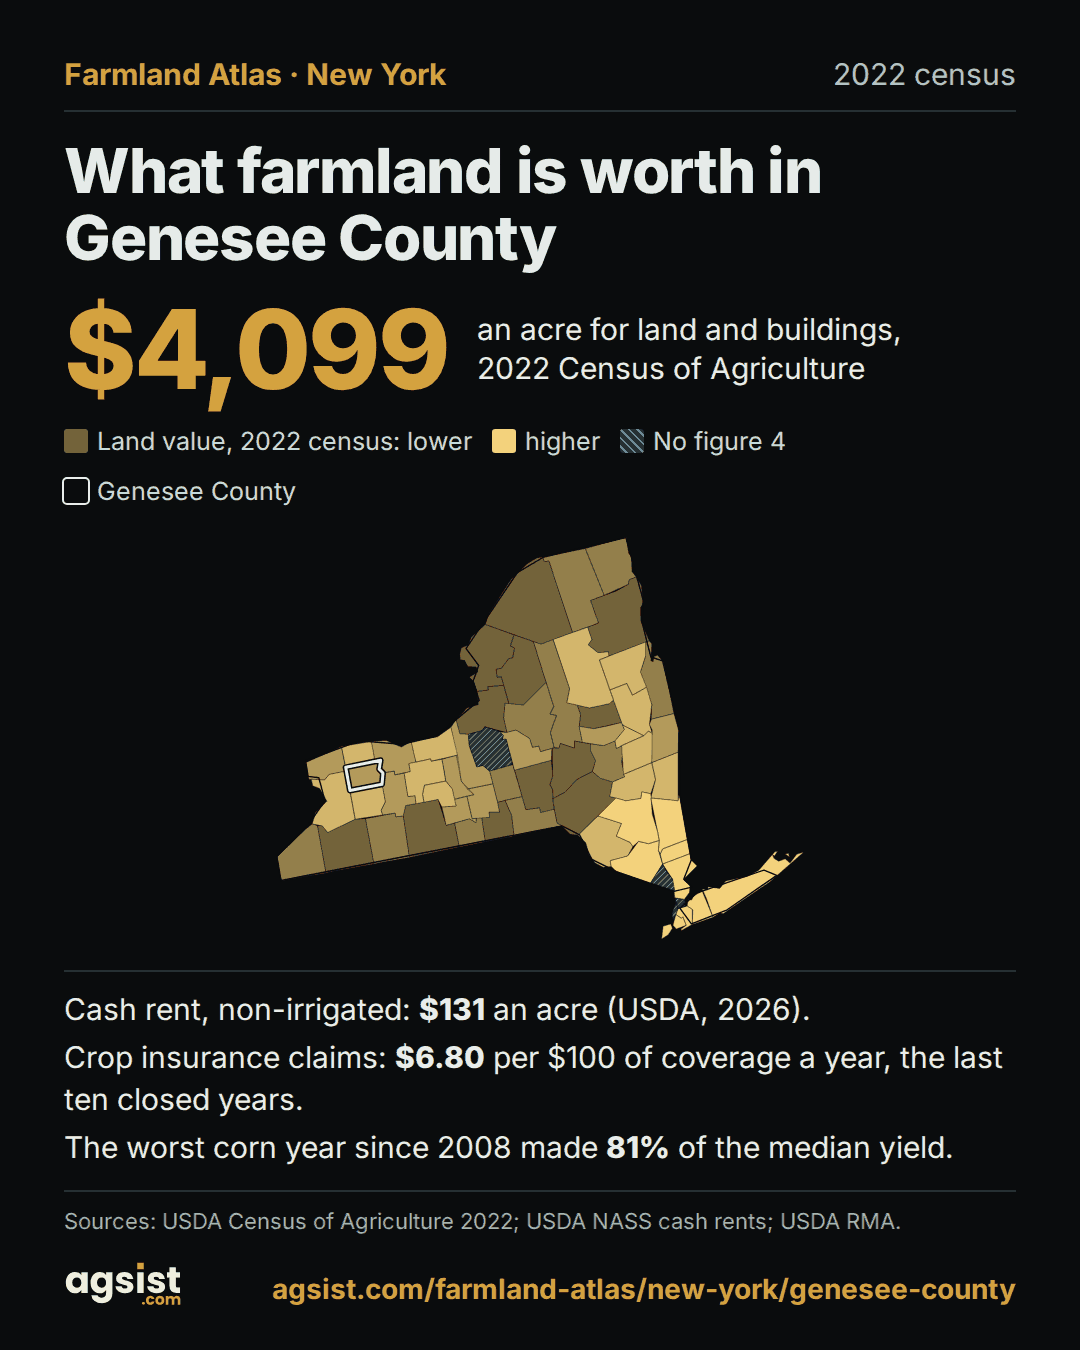 Farmland Atlas · New York
2022 census
What farmland is worth in
Genesee County
$4,099
an acre for land and buildings,
2022 Census of Agriculture
Land value, 2022 census: lower
higher
No figure 4
Genesee County
Cash rent, non-irrigated: $131 an acre (USDA, 2026).
Crop insurance claims: $6.80 per $100 of coverage a year, the last
ten closed years.
The worst corn year since 2008 made 81% of the median yield.
Sources: USDA Census of Agriculture 2022; USDA NASS cash rents; USDA RMA.
agsist
.com
agsist.com/farmland-atlas/new-york/genesee-county